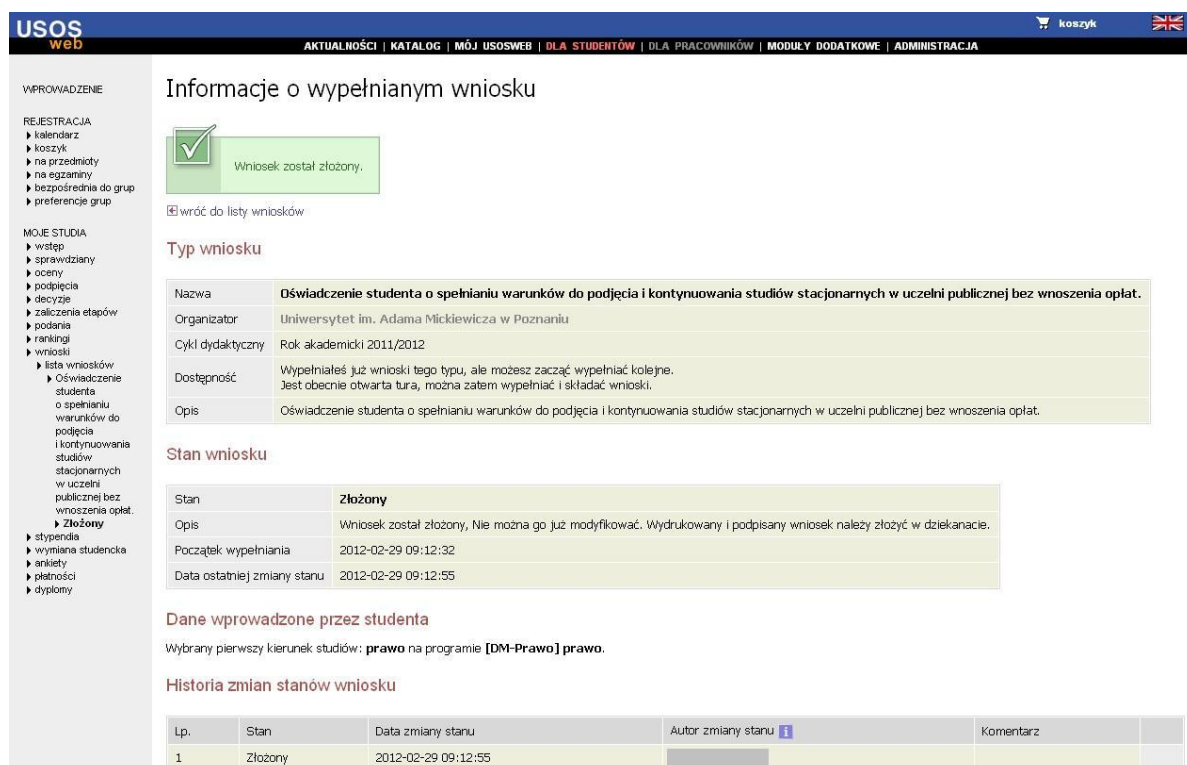 USOS
web
koszyk
AKTUALNOŚCI | KATALOG | MÓJ USOSWEB | DLA STUDENTÓW | DLA PRACOWNIKÓW | MODUŁY DODATKOWE | ADMINISTRACJA
WPROWADZENIE
REJESTRACJA
kalendarz
koszyk
na przedmioty
na egzaminy
bezpośrednia do grup
preferencje grup
MOJE STUDIA
wstęp
sprawdziany
oceny
podpięcia
decyzje
zaliczenia etapów
podania
rankingi
wnioski
lista wniosków
Oświadczenie
studenta
o spełnianiu
warunków do
podjęcia
i kontynuowania
studiów
stacjonarnych
w uczelni
publicznej bez
wnoszenia opłat.
Złożony
stypendia
wymiana studencka
ankiety
płatności
dyplomy
Informacje o wypełnianym wniosku
Wniosek został złożony.
wróć do listy wniosków
Typ wniosku
Nazwa Oświadczenie studenta o spełnianiu warunków do podjęcia i kontynuowania studiów stacjonarnych w uczelni publicznej bez wnoszenia opłat.
Organizator Uniwersytet im. Adama Mickiewicza w Poznaniu
Cykl dydaktyczny Rok akademicki 2011/2012
Dostępność Wypełniałeś już wnioski tego typu, ale możesz zacząć wypełniać kolejne.
Jest obecnie otwarta tura, można zatem wypełniać i składać wnioski.
Opis Oświadczenie studenta o spełnianiu warunków do podjęcia i kontynuowania studiów stacjonarnych w uczelni publicznej bez wnoszenia opłat.
Stan wniosku
Stan Złożony
Opis Wniosek został złożony, Nie można go już modyfikować. Wydrukowany i podpisany wniosek należy złożyć w dziekanacie.
Początek wypełniania 2012-02-29 09:12:32
Data ostatniej zmiany stanu 2012-02-29 09:12:55
Dane wprowadzone przez studenta
Wybrany pierwszy kierunek studiów: prawo na programie [DM-Prawo] prawo.
Historia zmian stanów wniosku
Lp. Stan Data zmiany stanu Autor zmiany stanu i Komentarz
1 Złożony 2012-02-29 09:12:55